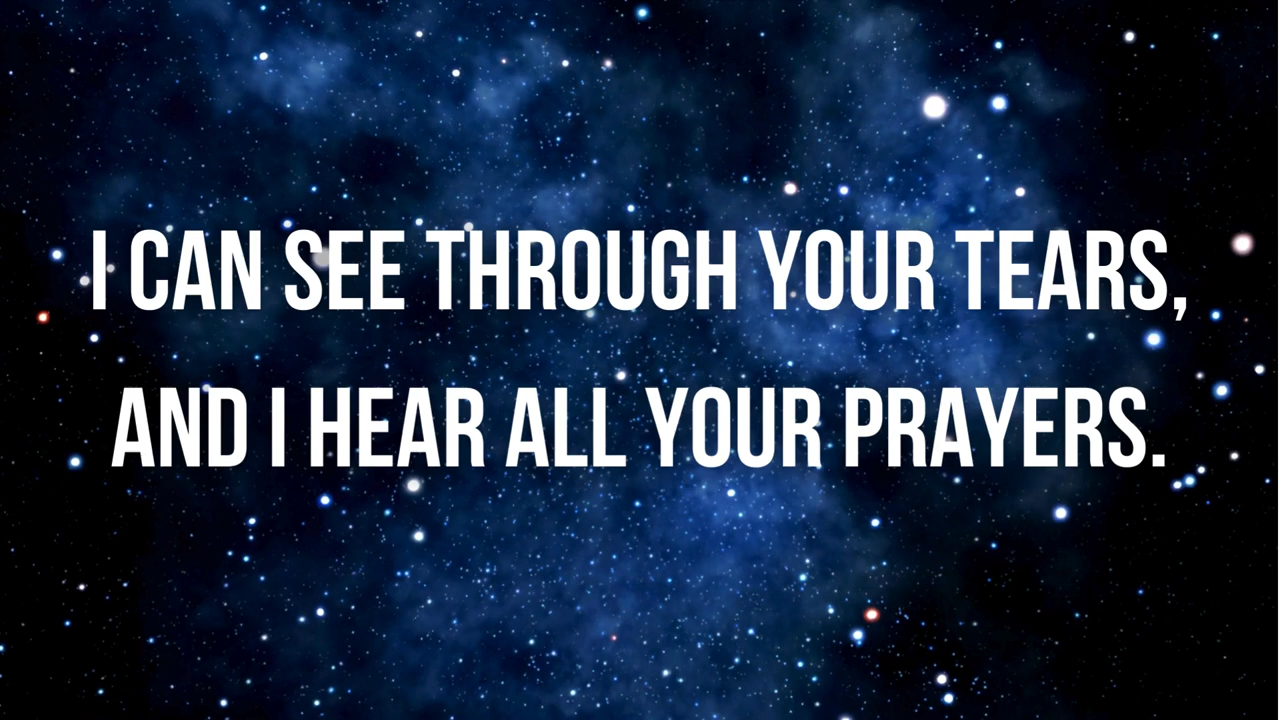 I CAN SEE THROUGH YOUR TEARS,
AND I HEAR ALL YOUR PRAYERS.